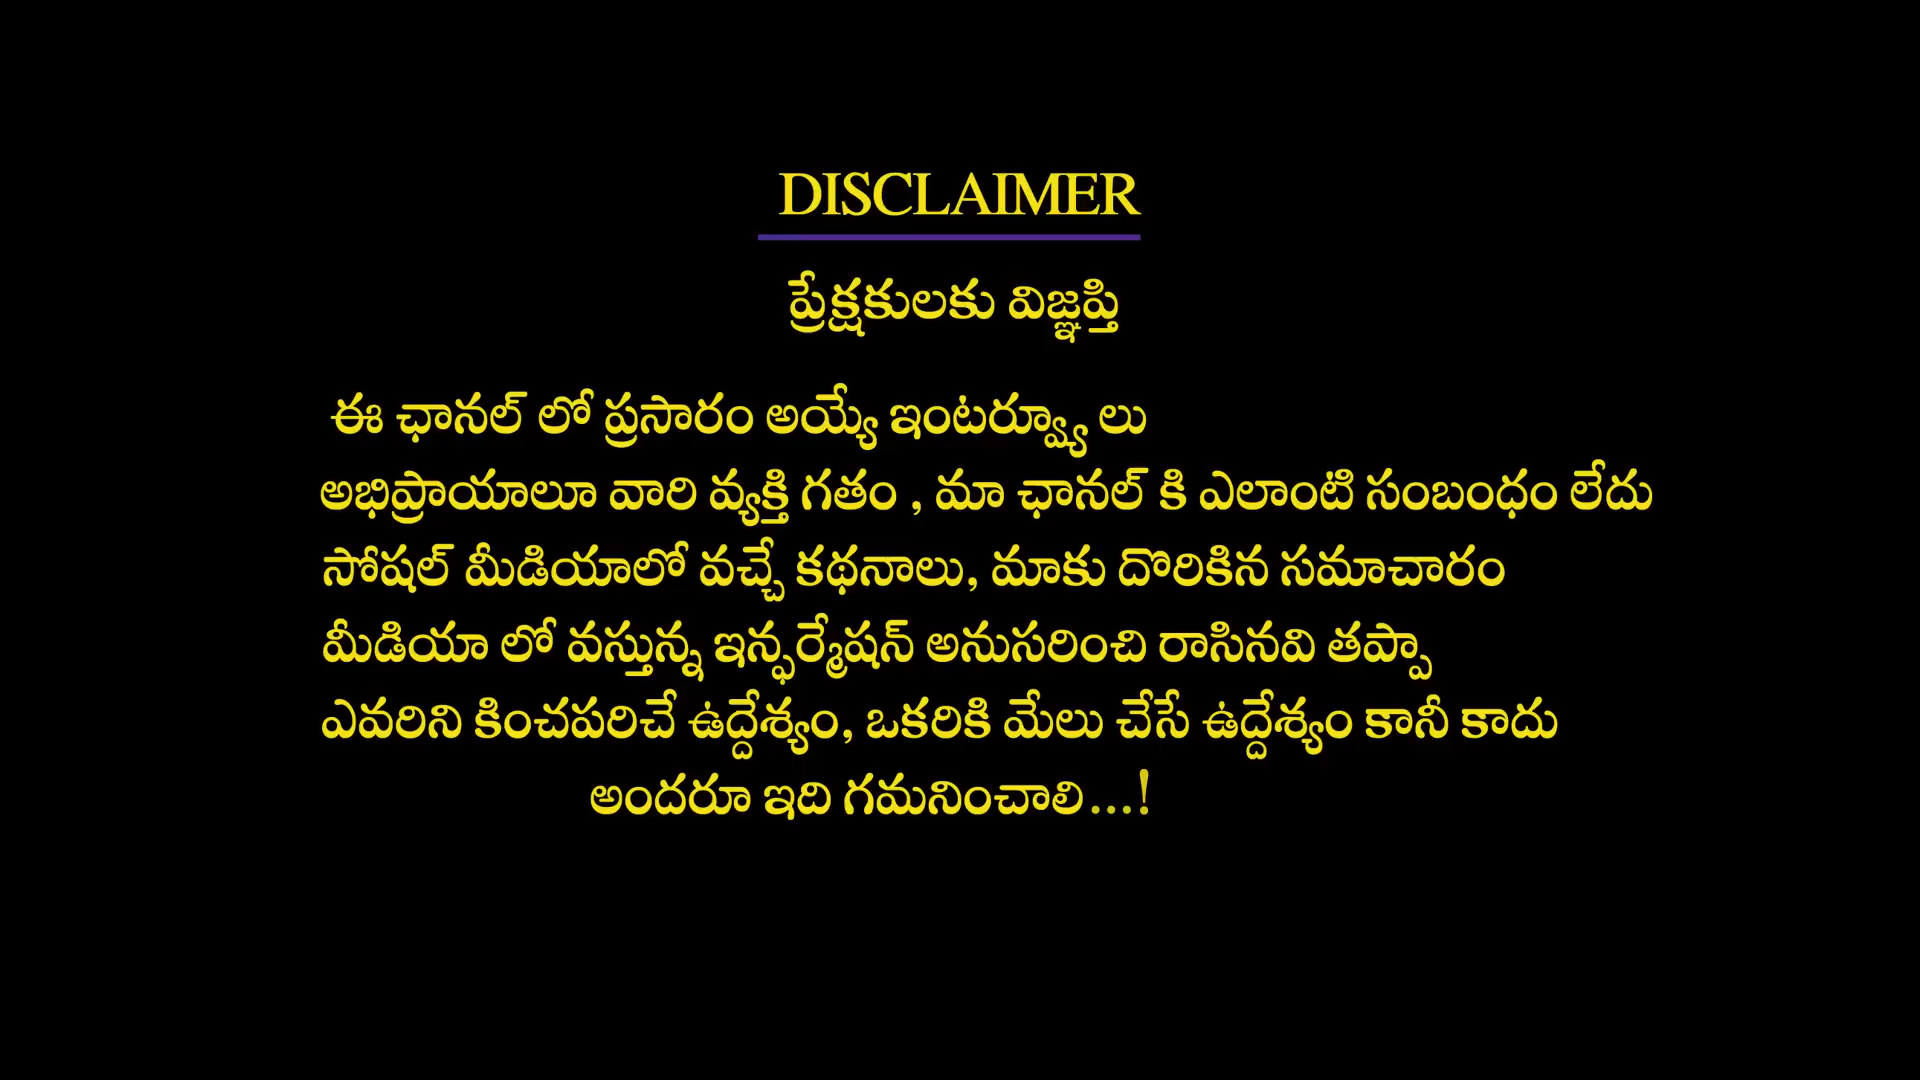 DISCLAIMER
ప్రేక్షకులకు విజ్ఞప్తి
ఈ ఛానల్ లో ప్రసారం అయ్యే ఇంటర్వ్యూ లు
అభిప్రాయాలూ వారి వ్యక్తి గతం , మా ఛానల్ కి ఎలాంటి సంబంధం లేదు
సోషల్ మీడియాలో వచ్చే కథనాలు, మాకు దొరికిన సమాచారం
మీడియా లో వస్తున్న ఇన్ఫర్మేషన్ అనుసరించి రాసినవి తప్పా
ఎవరిని కించపరిచే ఉద్దేశ్యం, ఒకరికి మేలు చేసే ఉద్దేశ్యం కానీ కాదు
అందరూ ఇది గమనించాలి...!